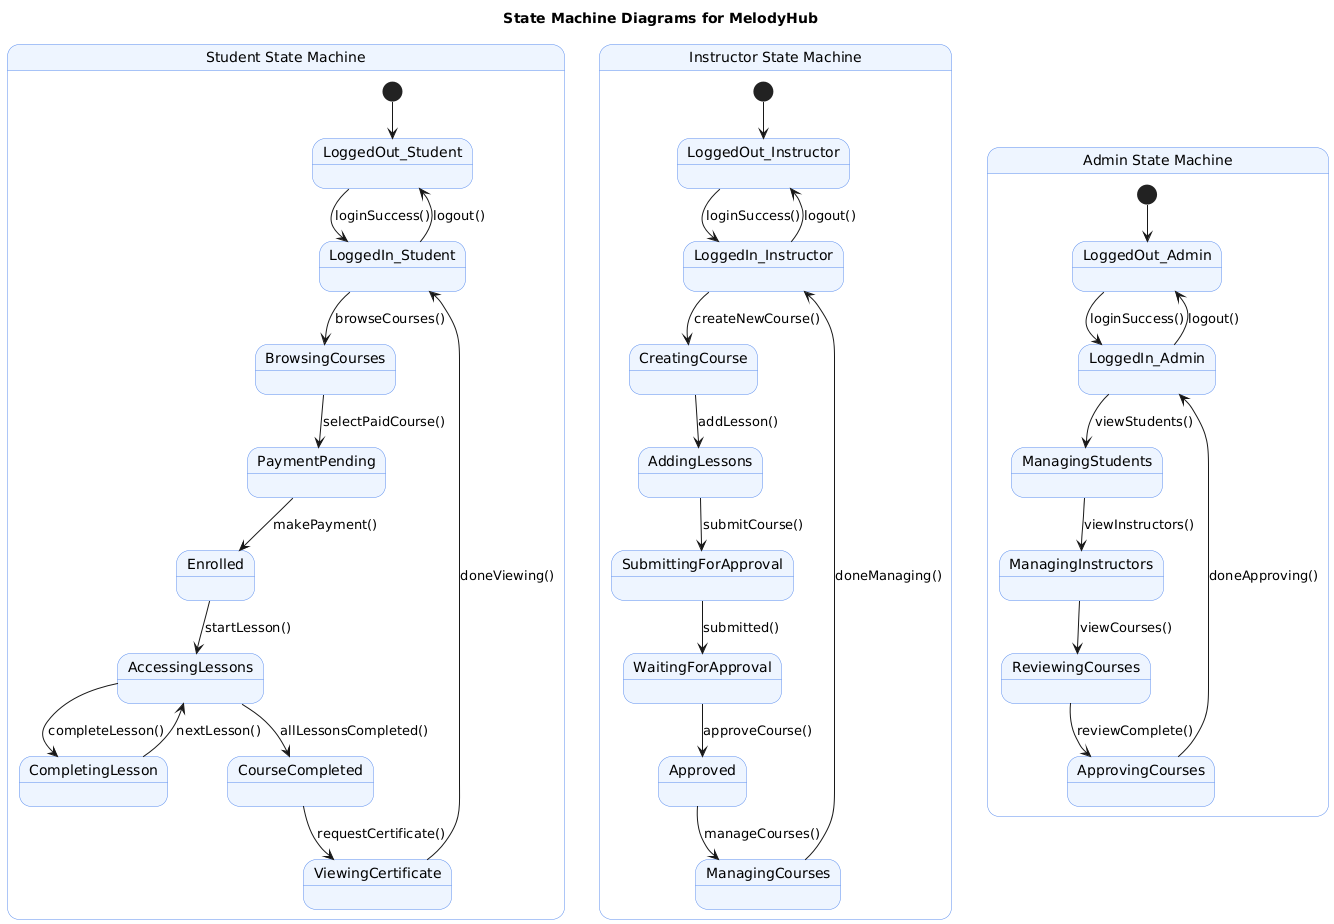 State Machine Diagrams for MelodyHub
Student State Machine
LoggedOut_Student
loginSuccess()
logout()
LoggedIn_Student
browseCourses()
BrowsingCourses
selectPaidCourse()
PaymentPending
makePayment()
Enrolled
doneViewing()
startLesson()
AccessingLessons
completeLesson()
nextLesson()
allLessonsCompleted()
CompletingLesson
CourseCompleted
requestCertificate()
ViewingCertificate
Instructor State Machine
LoggedOut_Instructor
loginSuccess()
logout()
LoggedIn_Instructor
createNewCourse()
CreatingCourse
addLesson()
AddingLessons
submitCourse()
SubmittingForApproval
doneManaging()
submitted()
WaitingForApproval
approveCourse()
Approved
manageCourses()
ManagingCourses
Admin State Machine
LoggedOut_Admin
loginSuccess()
logout()
LoggedIn_Admin
viewStudents()
ManagingStudents
viewInstructors()
ManagingInstructors
doneApproving()
viewCourses()
ReviewingCourses
reviewComplete()
ApprovingCourses